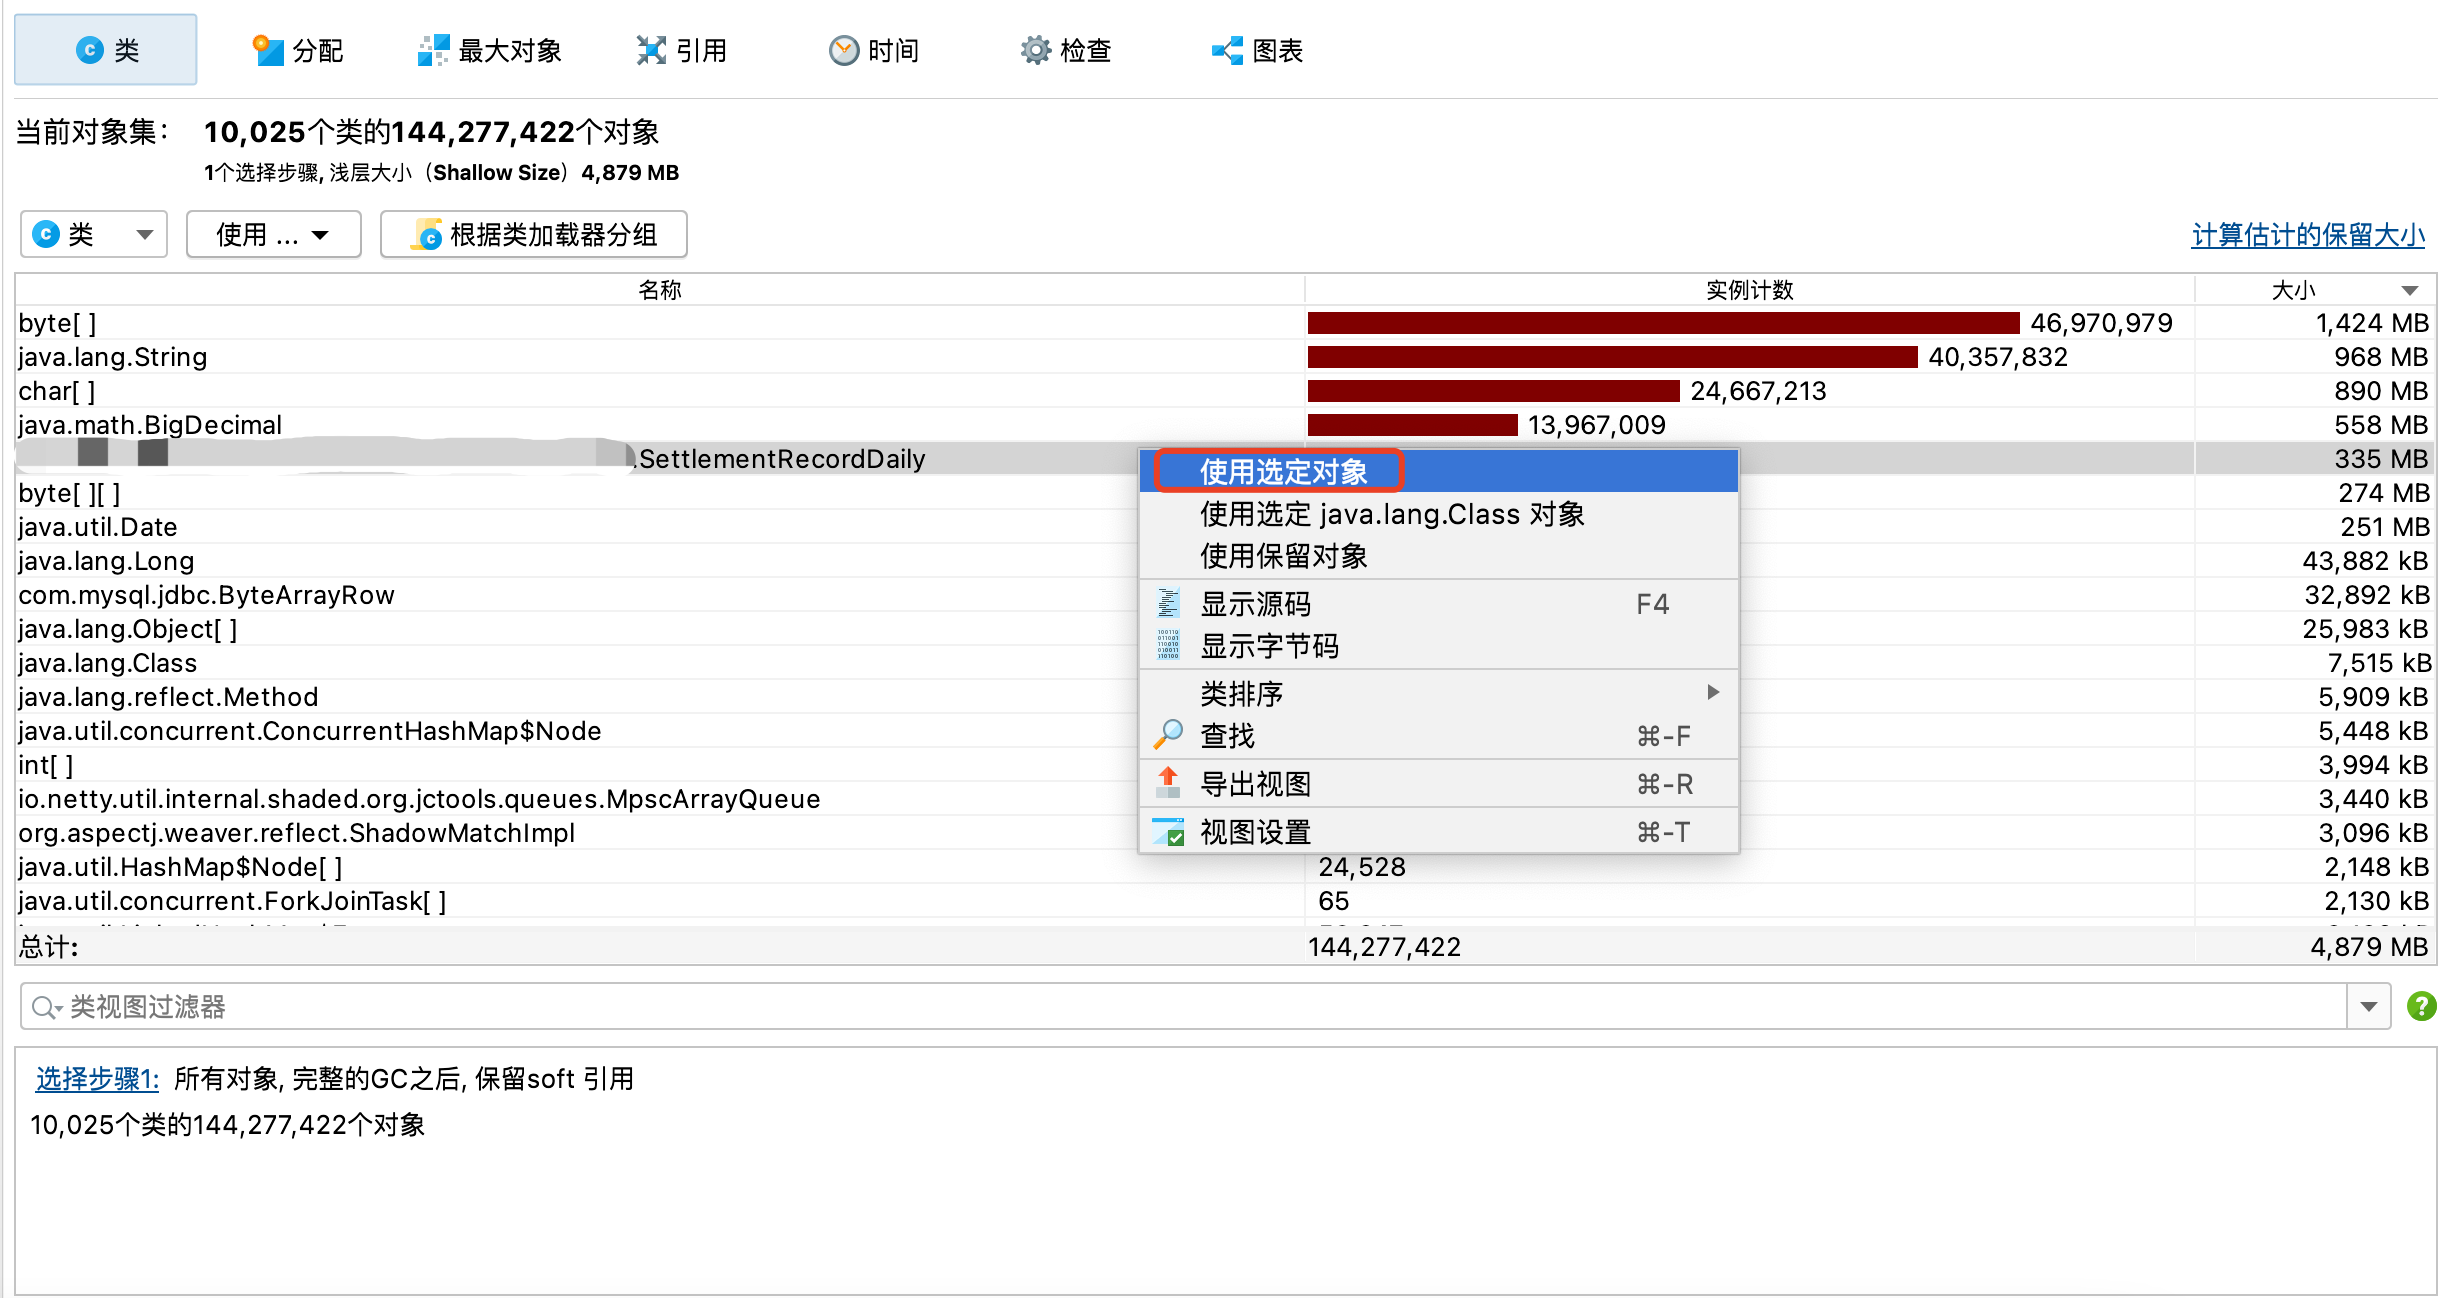 类 分配 最大对象 引用 时间 检查 图表
当前对象集： 10,025个类的144,277,422个对象
1个选择步骤, 浅层大小（Shallow Size）4,879 MB
类 使用 ... 根据类加载器分组 计算估计的保留大小
名称 实例计数 大小
byte[ ] 46,970,979 1,424 MB
java.lang.String 40,357,832 968 MB
char[ ] 24,667,213 890 MB
java.math.BigDecimal 13,967,009 558 MB
.SettlementRecordDaily 335 MB
byte[ ][ ] 274 MB
java.util.Date 251 MB
java.lang.Long 43,882 kB
com.mysql.jdbc.ByteArrayRow 32,892 kB
java.lang.Object[ ] 25,983 kB
java.lang.Class 7,515 kB
java.lang.reflect.Method 5,909 kB
java.util.concurrent.ConcurrentHashMap$Node 5,448 kB
int[ ] 3,994 kB
io.netty.util.internal.shaded.org.jctools.queues.MpscArrayQueue 3,440 kB
org.aspectj.weaver.reflect.ShadowMatchImpl 3,096 kB
java.util.HashMap$Node[ ] 24,528 2,148 kB
java.util.concurrent.ForkJoinTask[ ] 65 2,130 kB
总计: 144,277,422 4,879 MB
使用选定对象
使用选定 java.lang.Class 对象
使用保留对象
显示源码 F4
显示字节码
类排序
查找 ⌘-F
导出视图 ⌘-R
视图设置 ⌘-T
类视图过滤器
选择步骤1: 所有对象, 完整的GC之后, 保留soft 引用
10,025个类的144,277,422个对象